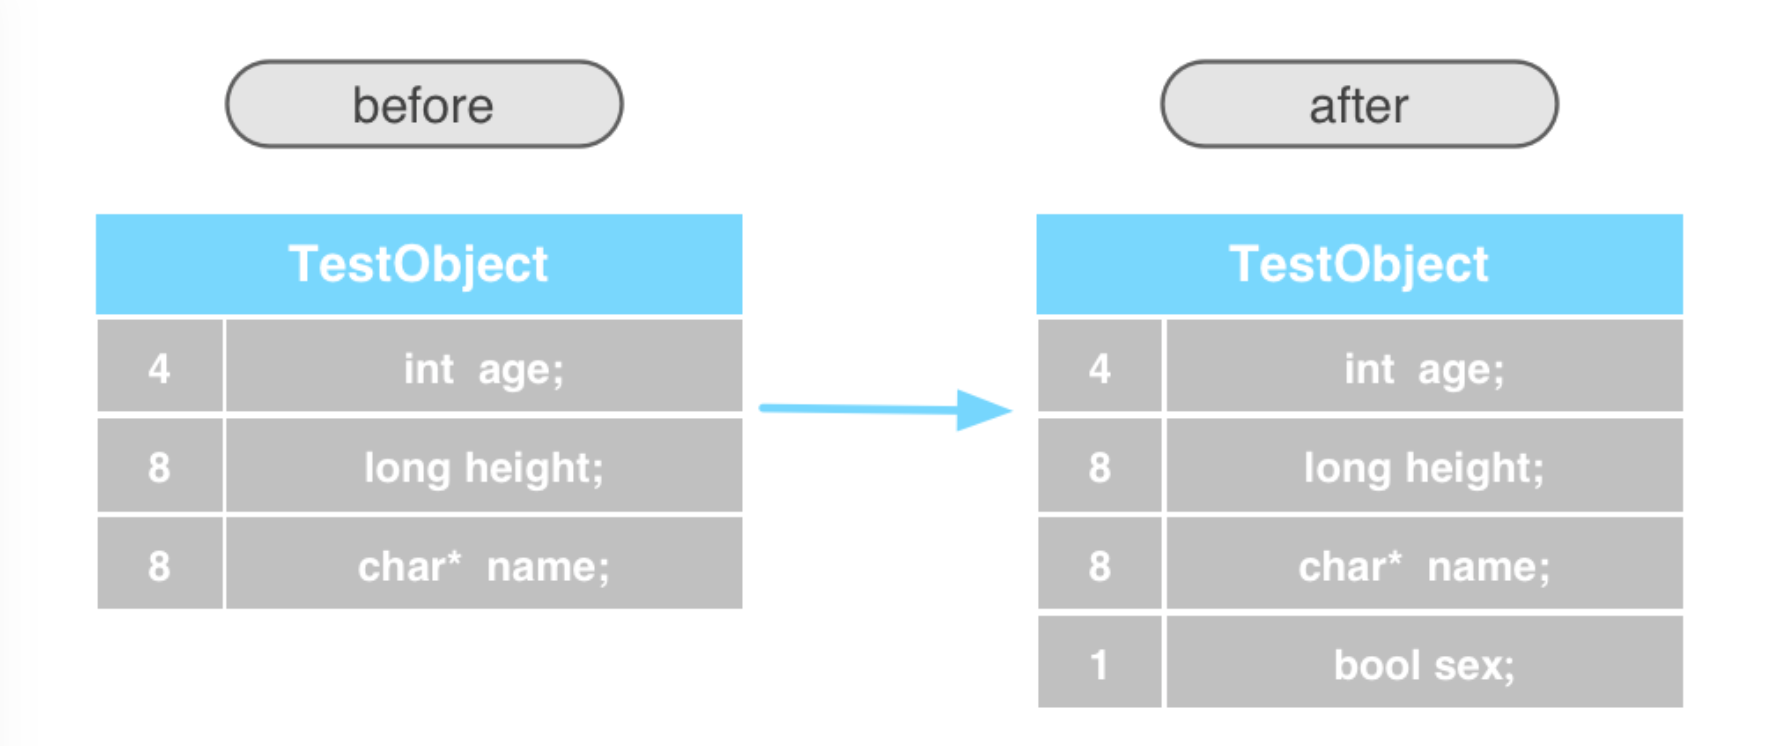 before
after
TestObject
4 int age;
8 long height;
8 char* name;
TestObject
4 int age;
8 long height;
8 char* name;
1 bool sex;